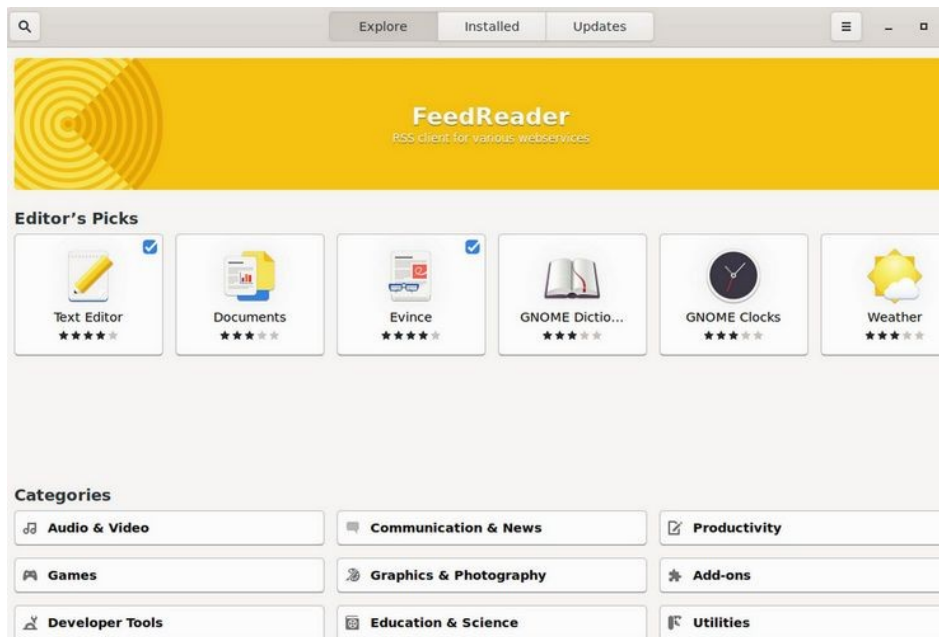 Explore Installed Updates
FeedReader
RSS client for various webservices
Editor’s Picks
Text Editor Documents Evince GNOME Dictio... GNOME Clocks Weather
Categories
Audio & Video Communication & News Productivity
Games Graphics & Photography Add-ons
Developer Tools Education & Science Utilities